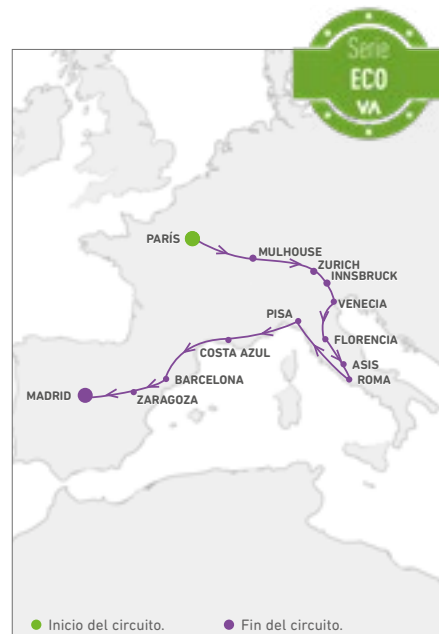 Serie
ECO
VA
PARÍS
MULHOUSE
ZURICH
INNSBRUCK
VENECIA
PISA
FLORENCIA
COSTA AZUL
ASIS
BARCELONA
ROMA
MADRID
ZARAGOZA
Inicio del circuito.
Fin del circuito.